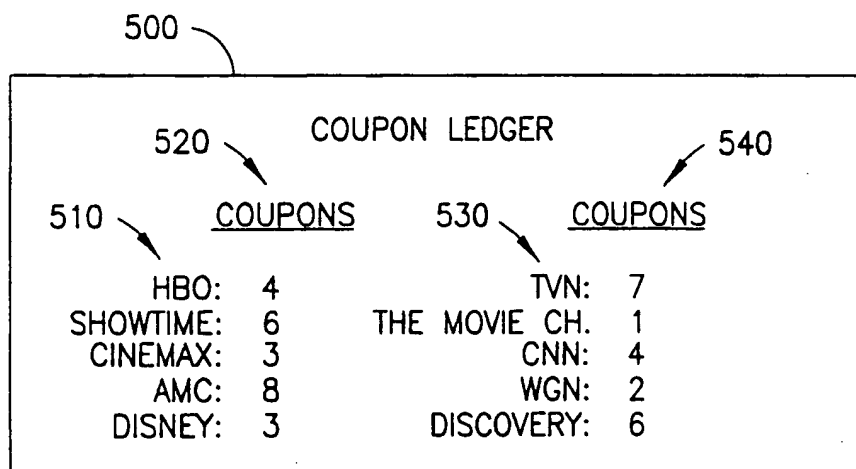 500
COUPON LEDGER
520 540
510 COUPONS 530 COUPONS
HBO: 4 TVN: 7
SHOWTIME: 6 THE MOVIE CH. 1
CINEMAX: 3 CNN: 4
AMC: 8 WGN: 2
DISNEY: 3 DISCOVERY: 6